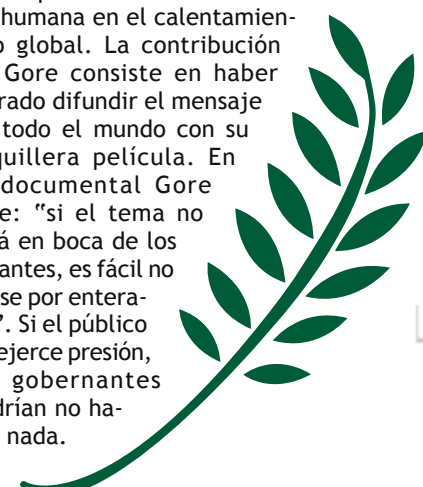 humana en el calentamien-
o global. La contribución
Gore consiste en haber
rado difundir el mensaje
todo el mundo con su
quillera película. En
documental Gore
e: “si el tema no
á en boca de los
antes, es fácil no
se por entera-
”. Si el público
ejerce presión,
gobernantes
drían no ha-
nada.